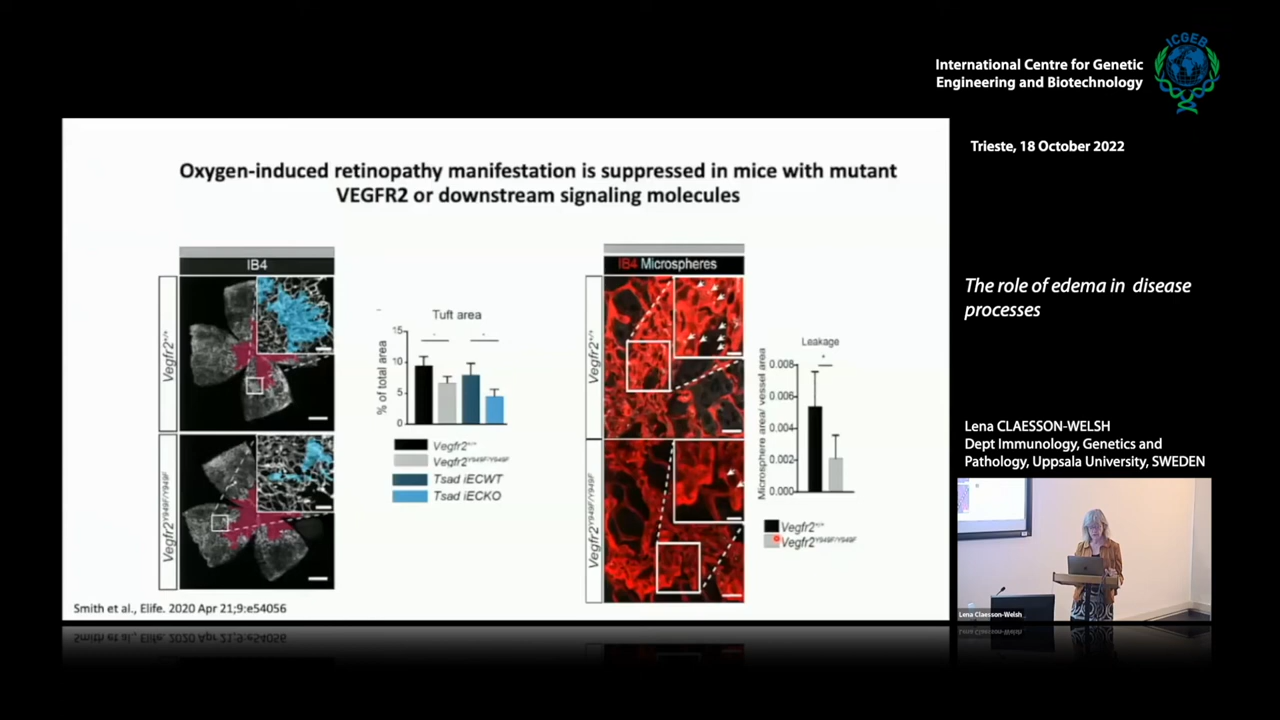 International Centre for Genetic
Engineering and Biotechnology
ICGEB
Trieste, 18 October 2022
Oxygen-induced retinopathy manifestation is suppressed in mice with mutant
VEGFR2 or downstream signaling molecules
IB4
Vegfr2+/+
Vegfr2Y949F/Y949F
Tuft area
% of total area
15
10
5
0
Vegfr2+/+
Vegfr2Y949F/Y949F
Tsad iECWT
Tsad iECKO
IB4 Microspheres
Vegfr2+/+
Vegfr2Y949F/Y949F
Leakage
*
Microsphere area/ vessel area
0.008
0.006
0.004
0.002
0.000
Vegfr2+/+
Vegfr2Y949F/Y949F
Smith et al., Elife. 2020 Apr 21;9:e54056
The role of edema in disease
processes
Lena CLAESSON-WELSH
Dept Immunology, Genetics and
Pathology, Uppsala University, SWEDEN
Lena Claesson-Welsh